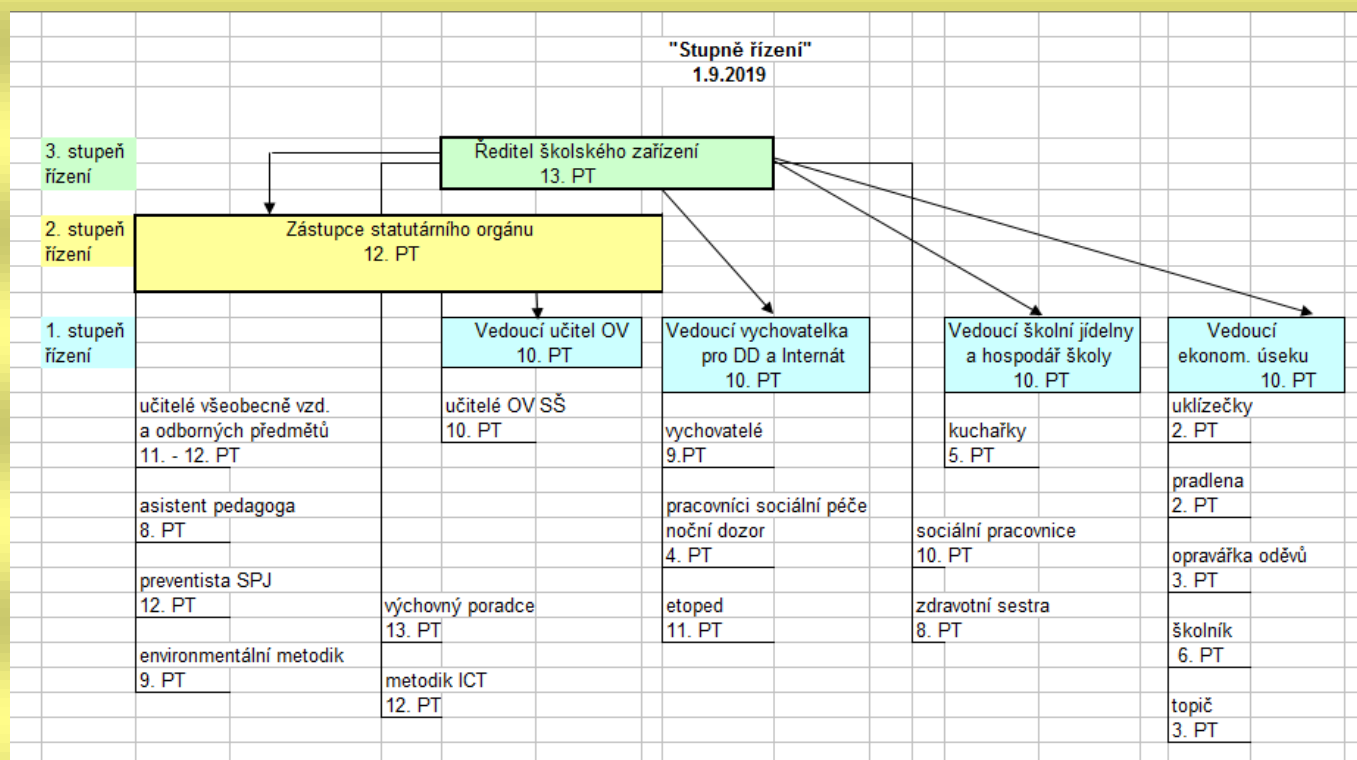 "Stupně řízení"
1.9.2019
3. stupeň
řízení
Ředitel školského zařízení
13. PT
2. stupeň
řízení
Zástupce statutárního orgánu
12. PT
1. stupeň
řízení
Vedoucí učitel OV
10. PT
Vedoucí vychovatelka
pro DD a Internát
10. PT
Vedoucí školní jídelny
a hospodář školy
10. PT
Vedoucí
ekonom. úseku
10. PT
učitelé všeobecně vzd.
a odborných předmětů
11. - 12. PT
asistent pedagoga
8. PT
preventista SPJ
12. PT
environmentální metodik
9. PT
výchovný poradce
13. PT
metodik ICT
12. PT
učitelé OV SŠ
10. PT
vychovatelé
9.PT
pracovníci sociální péče
noční dozor
4. PT
etoped
11. PT
kuchařky
5. PT
sociální pracovnice
10. PT
zdravotní sestra
8. PT
uklízečky
2. PT
pradlena
2. PT
opravářka oděvů
3. PT
školník
6. PT
topič
3. PT